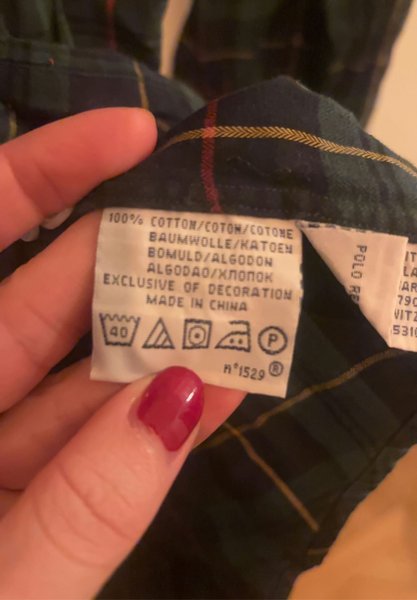 100% COTTON/COTON/COTONE
BAUMWOLLE/KATOEN
BOMULD/ALGODON
ALGODAO/ХЛОПОК
EXCLUSIVE OF DECORATION
MADE IN CHINA
40
P
n°1529 ®
POLO